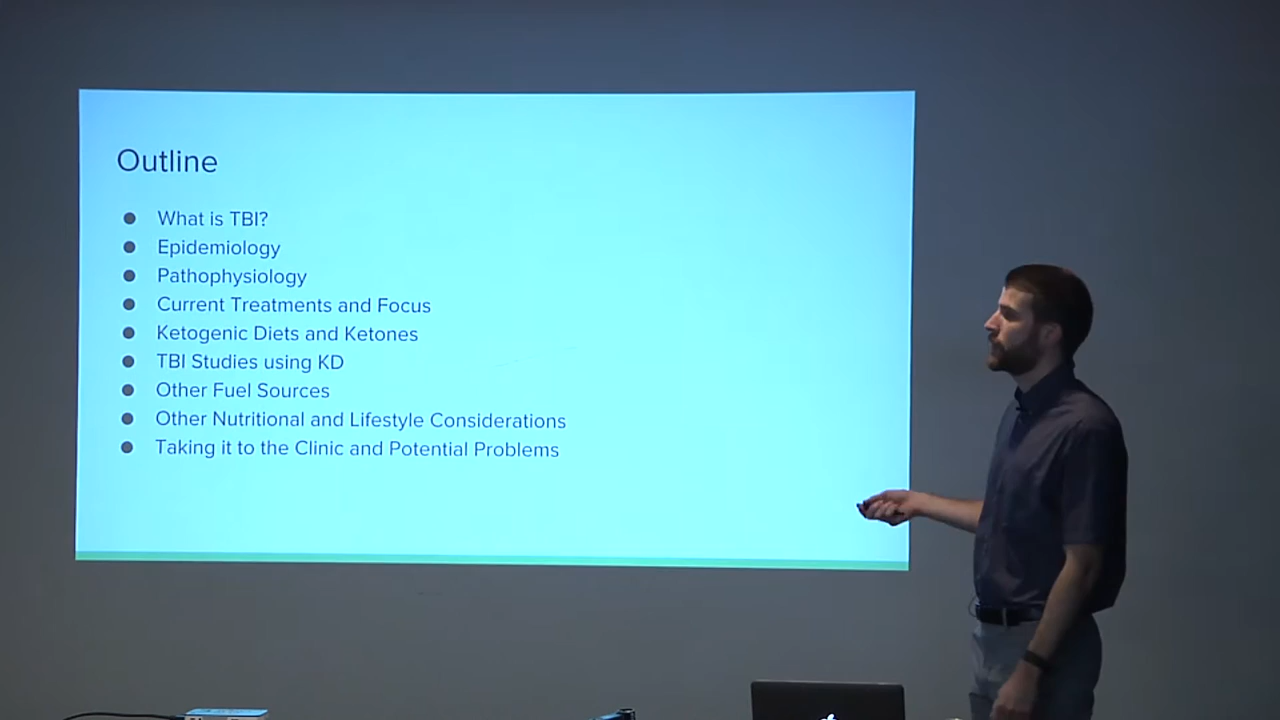 Outline
What is TBI?
Epidemiology
Pathophysiology
Current Treatments and Focus
Ketogenic Diets and Ketones
TBI Studies using KD
Other Fuel Sources
Other Nutritional and Lifestyle Considerations
Taking it to the Clinic and Potential Problems